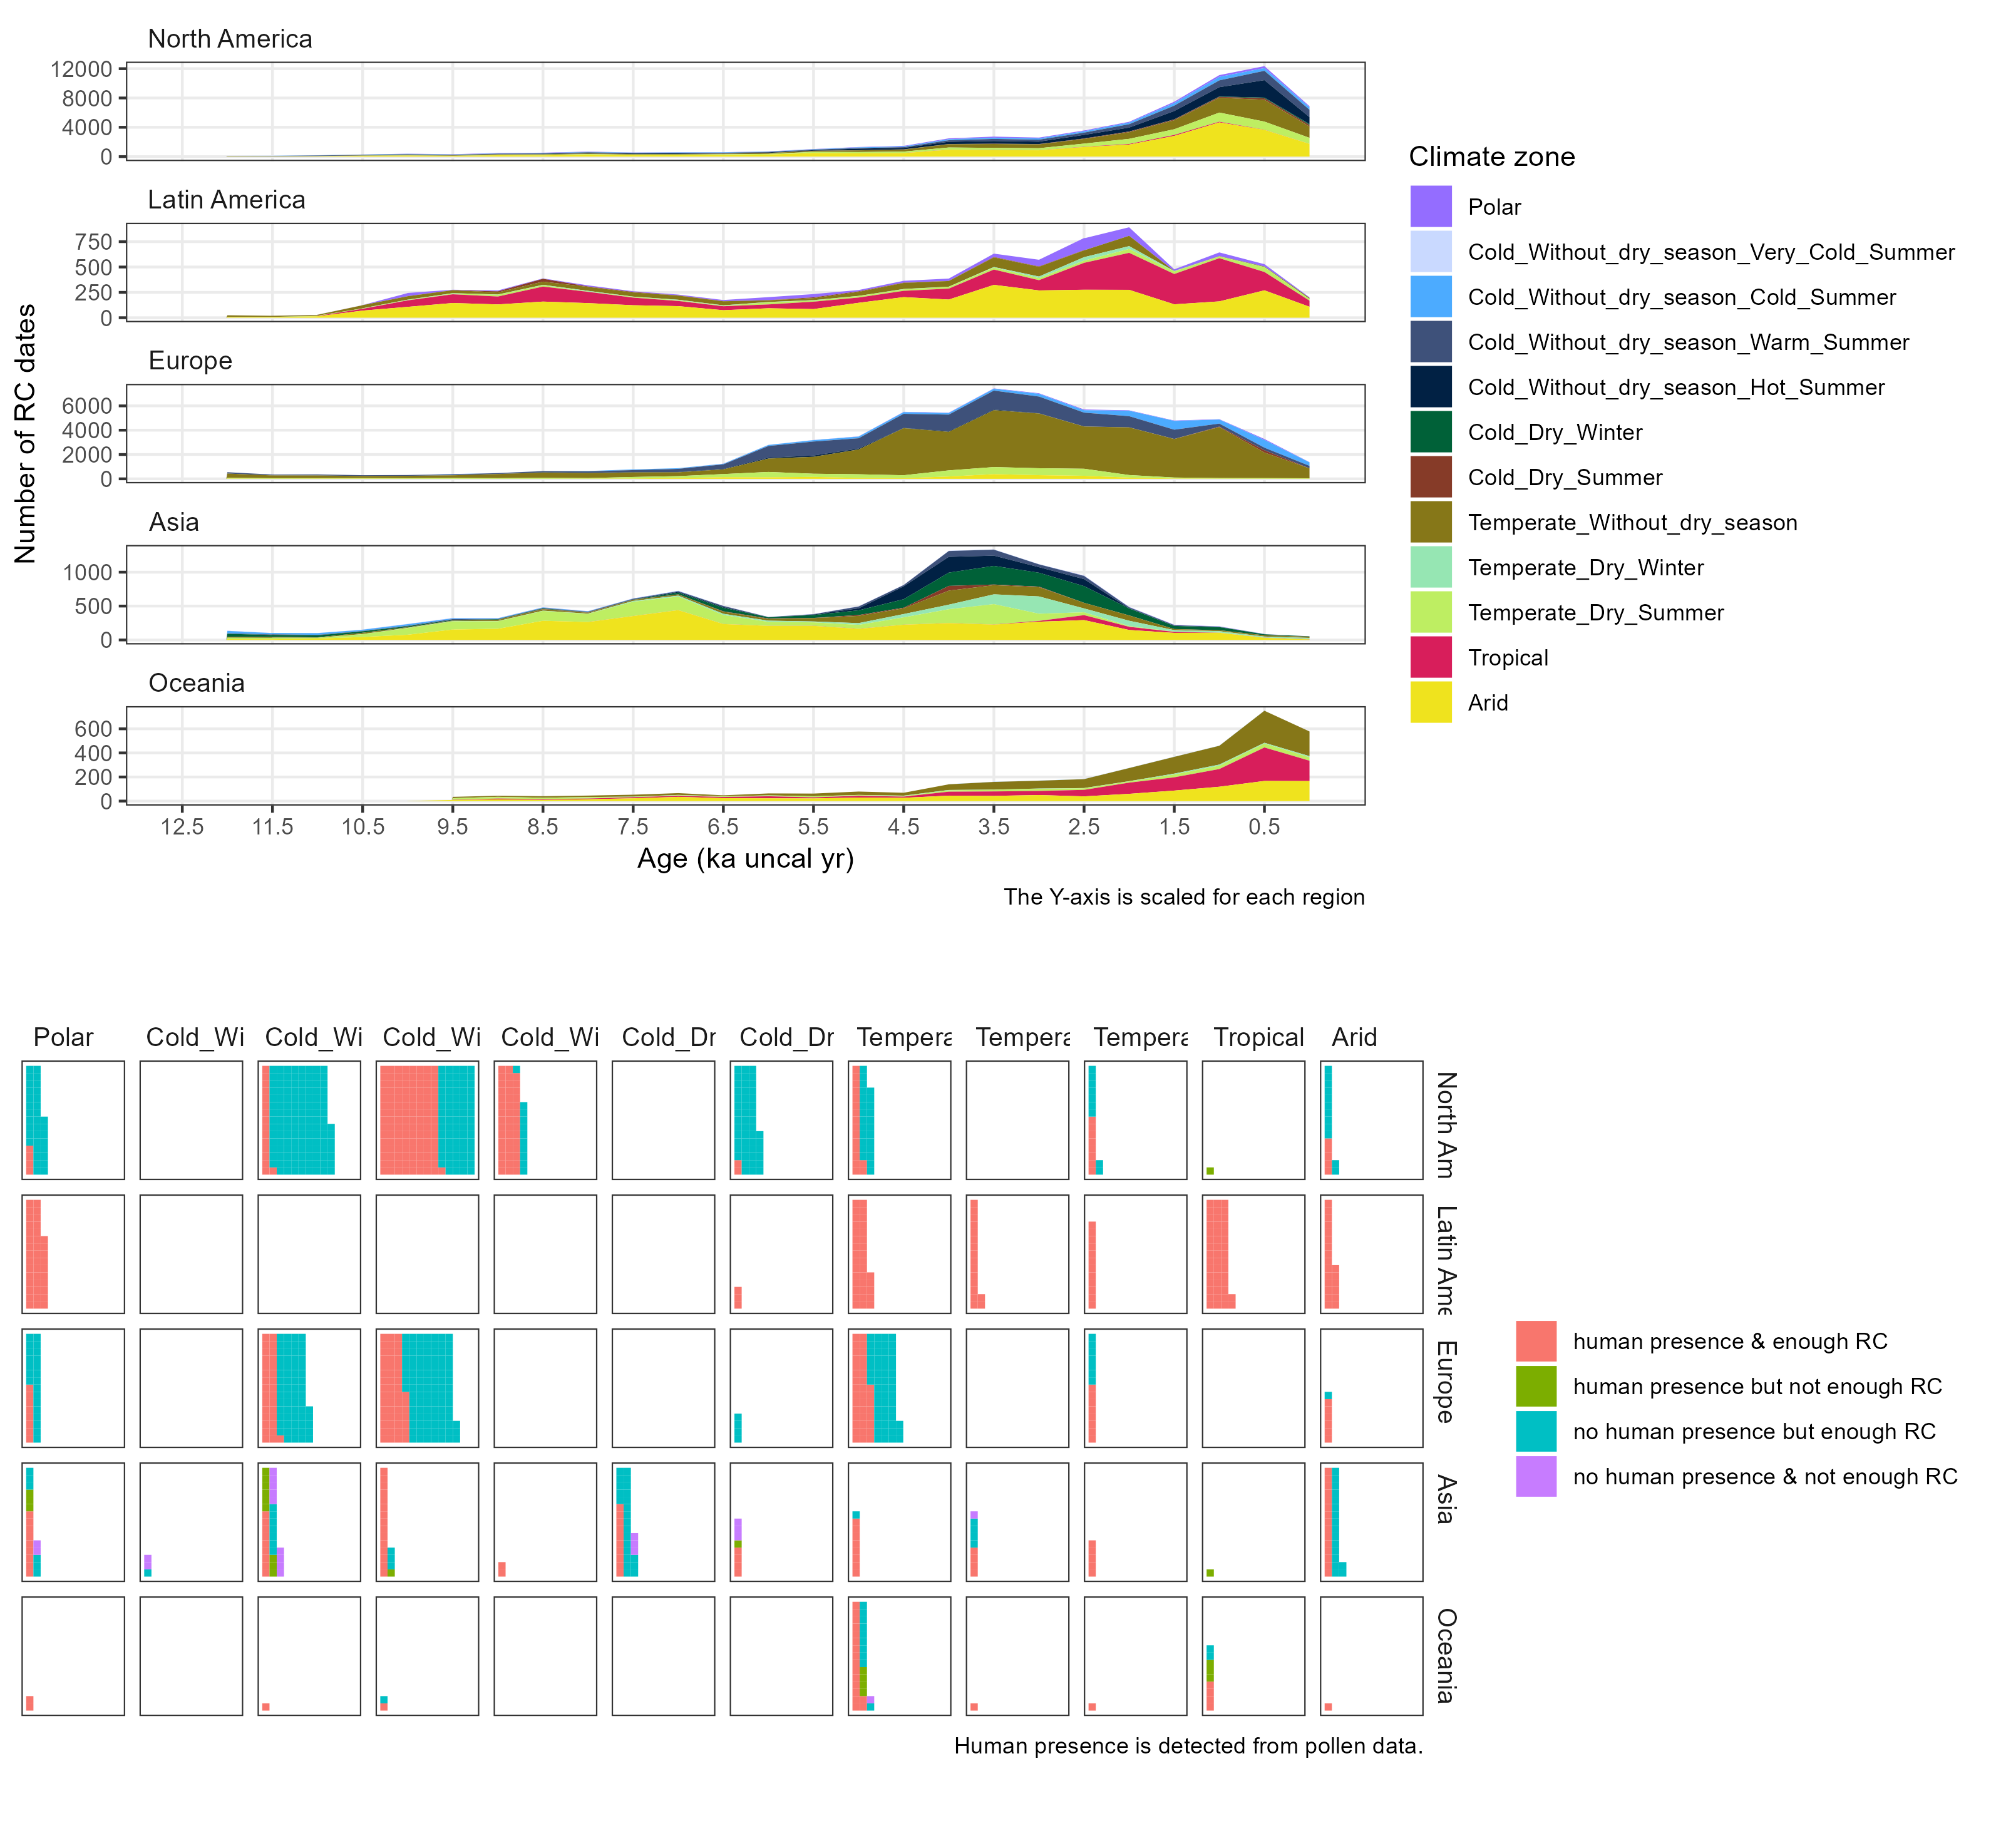 North America
12000
8000
4000
0
Latin America
750
500
250
0
Europe
6000
4000
2000
0
Asia
1000
500
0
Oceania
600
400
200
0
12.5 11.5 10.5 9.5 8.5 7.5 6.5 5.5 4.5 3.5 2.5 1.5 0.5
Age (ka uncal yr)
Number of RC dates
The Y-axis is scaled for each region
Climate zone
Polar
Cold_Without_dry_season_Very_Cold_Summer
Cold_Without_dry_season_Cold_Summer
Cold_Without_dry_season_Warm_Summer
Cold_Without_dry_season_Hot_Summer
Cold_Dry_Winter
Cold_Dry_Summer
Temperate_Without_dry_season
Temperate_Dry_Winter
Temperate_Dry_Summer
Tropical
Arid
Polar Cold_Wi Cold_Wi Cold_Wi Cold_Wi Cold_Dr Cold_Dr Tempera Tempera Tempera Tropical Arid
North Am
Latin Ame
Europe
Asia
Oceania
human presence & enough RC
human presence but not enough RC
no human presence but enough RC
no human presence & not enough RC
Human presence is detected from pollen data.